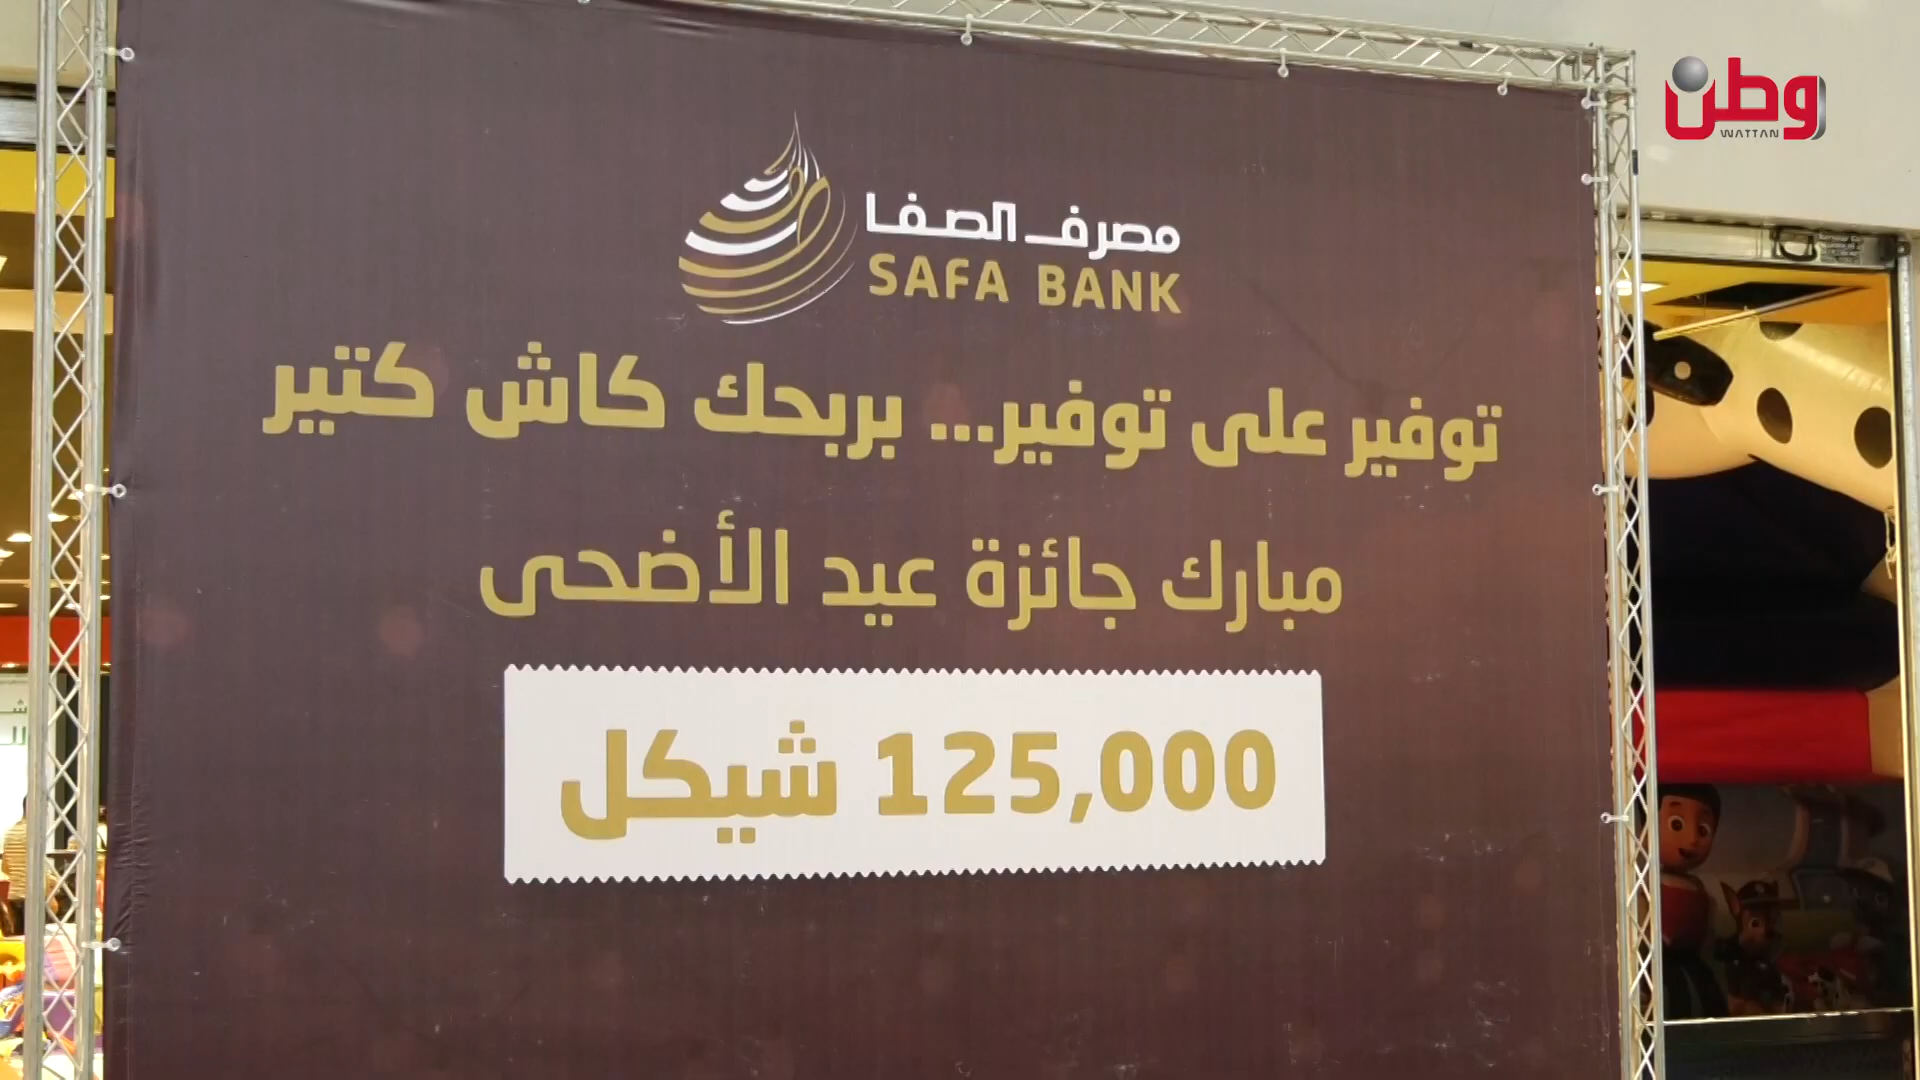 وطن
WATTAN
مصرف الصفا
SAFA BANK
توفير على توفير... بربحك كاش كتير
مبارك جائزة عيد الأضحى
125,000 شيكل